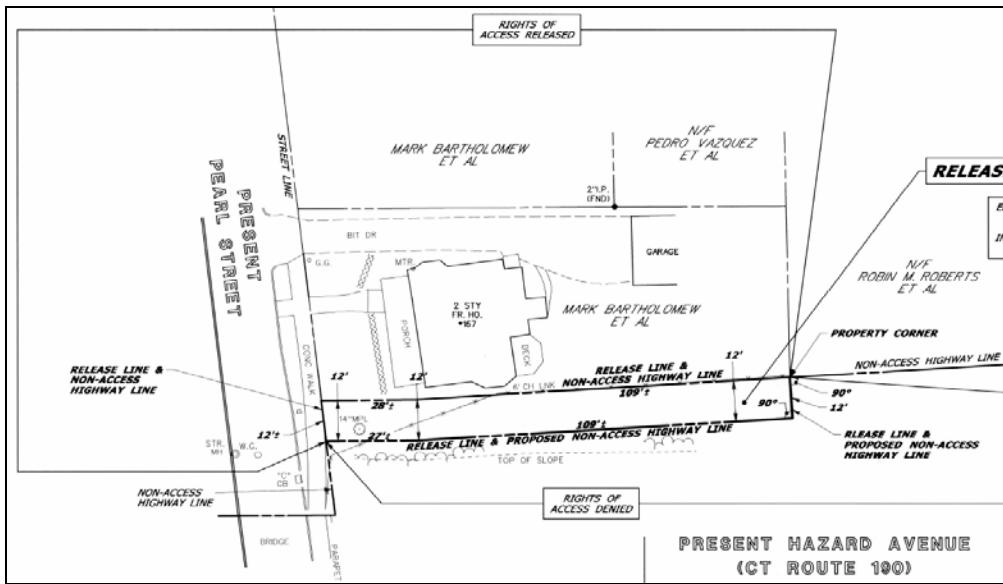 RIGHTS OF
ACCESS RELEASED
STREET LINE
MARK BARTHOLOMEW
ET AL
N/F
PEDRO VAZQUEZ
ET AL
2"I.P.
(FND)
RELEAS
PRESENT
PEARL STREET
BIT DR
G.G.
MTR.
GARAGE
N/F
ROBIN M. ROBERTS
ET AL
2 STY
FR. HO.
#167
PORCH
DECK
MARK BARTHOLOMEW
ET AL
PROPERTY CORNER
CONC WALK
RELEASE LINE &
NON-ACCESS
HIGHWAY LINE
12'
12'
6' CH LNK
RELEASE LINE &
NON-ACCESS HIGHWAY LINE
12'
NON-ACCESS HIGHWAY LINE
28'±
109'±
90°
12'
14"MPL
90°
12'±
27'±
109'±
RELEASE LINE & PROPOSED NON-ACCESS
HIGHWAY LINE
RLEASE LINE &
PROPOSED NON-ACCESS
HIGHWAY LINE
STR.
MH
W.G.
TOP OF SLOPE
"C"
CB
NON-ACCESS
HIGHWAY LINE
RIGHTS OF
ACCESS DENIED
BRIDGE
PARAPET
PRESENT HAZARD AVENUE
(CT ROUTE 190)